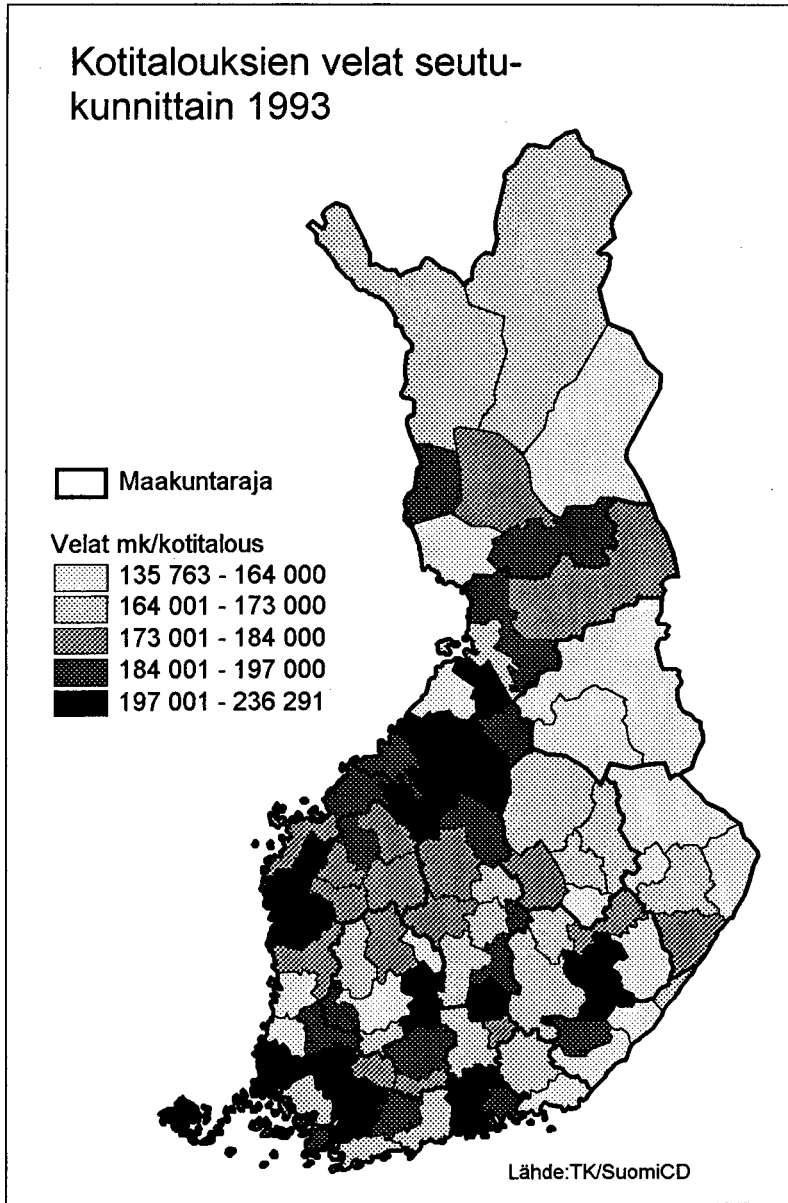 Kotitalouksien velat seutu-
kunnittain 1993
Maakuntaraja
Velat mk/kotitalous
135 763 - 164 000
164 001 - 173 000
173 001 - 184 000
184 001 - 197 000
197 001 - 236 291
Lähde:TK/SuomiCD